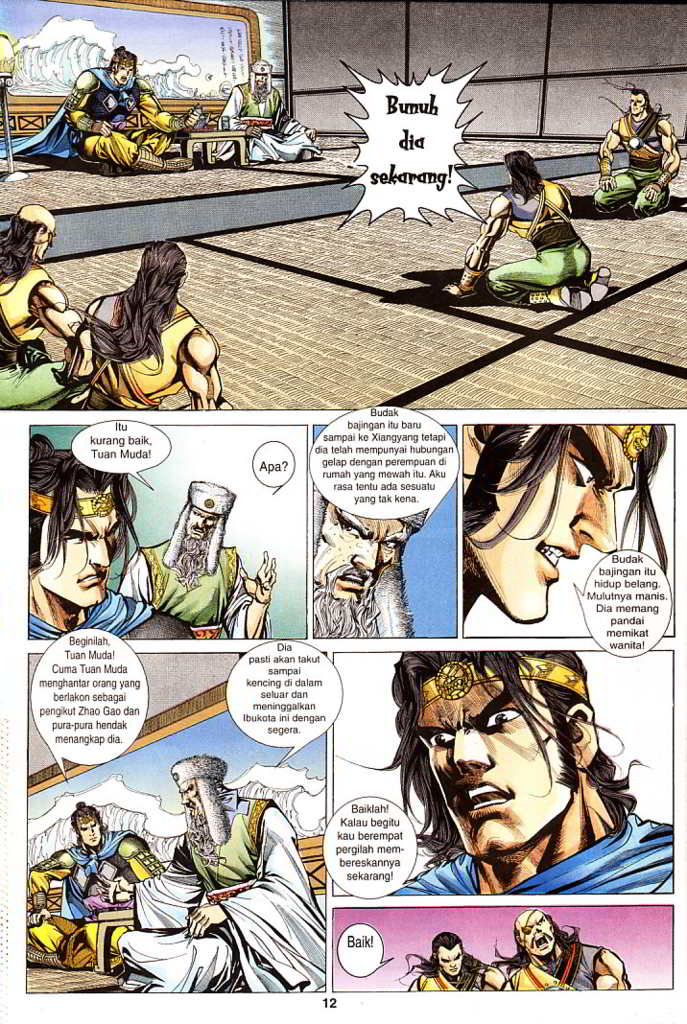 Bunuh
dia
sekarang!
Itu
kurang baik,
Tuan Muda!
Apa?
Budak
bajingan itu baru
sampai ke Xiangyang tetapi
dia telah mempunyai hubungan
gelap dengan perempuan di
rumah yang mewah itu. Aku
rasa tentu ada sesuatu
yang tak kena.
Budak
bajingan itu
hidup belang.
Mulutnya manis.
Dia memang
pandai
memikat
wanita!
Beginilah,
Tuan Muda!
Cuma Tuan Muda
menghantar orang yang
berlakon sebagai
pengikut Zhao Gao dan
pura-pura hendak
menangkap dia.
Dia
pasti akan takut
sampai
kencing di dalam
seluar dan
meninggalkan
Ibukota ini dengan
segera.
Baiklah!
Kalau begitu
kau berempat
pergilah mem-
bereskannya
sekarang!
Baik!
12